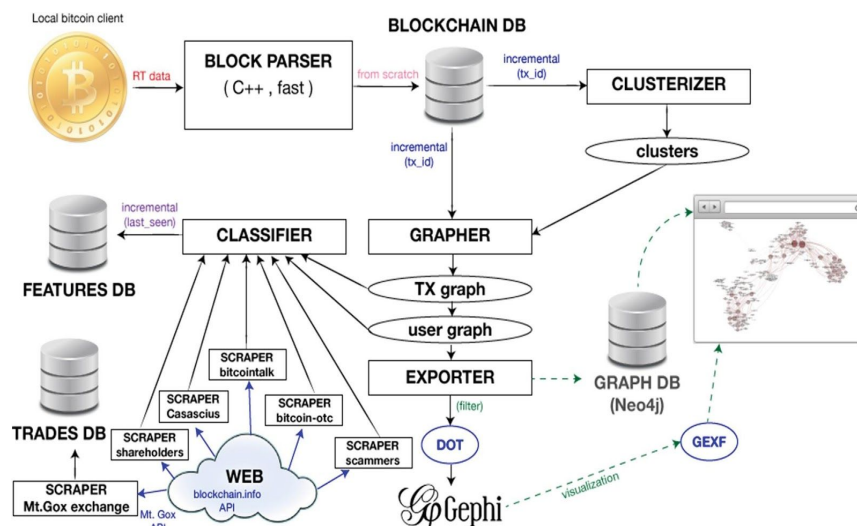 Local bitcoin client
RT data
BLOCK PARSER
( C++ , fast )
from scratch
BLOCKCHAIN DB
incremental
(tx_id)
CLUSTERIZER
incremental
(tx_id)
clusters
incremental
(last_seen)
FEATURES DB
CLASSIFIER
GRAPHER
TX graph
user graph
EXPORTER
(filter)
DOT
Gephi
visualization
GEXF
GRAPH DB
(Neo4j)
TRADES DB
SCRAPER
bitcointalk
SCRAPER
Casascius
SCRAPER
bitcoin-otc
SCRAPER
shareholders
SCRAPER
scammers
WEB
blockchain.info
API
SCRAPER
Mt.Gox exchange
Mt. Gox
API